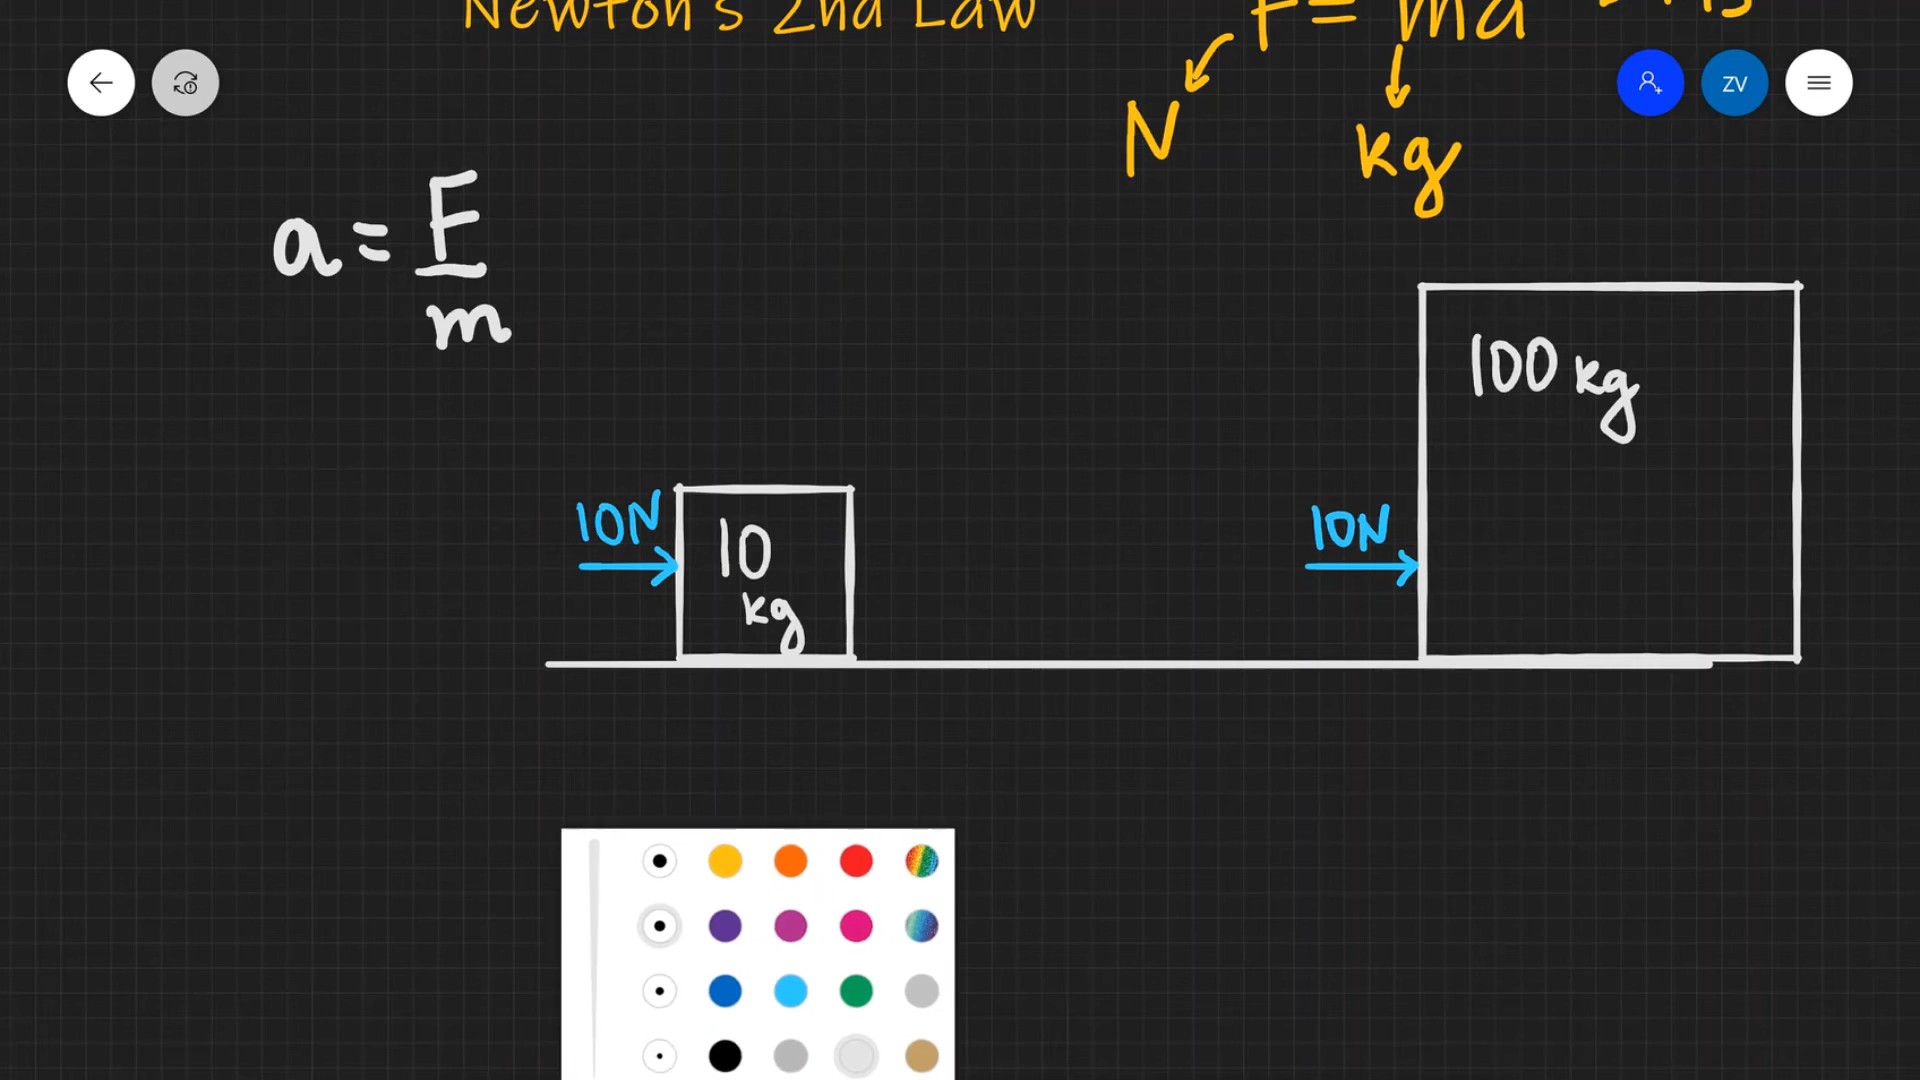 Newton's 2nd Law
F = ma
N
kg
ZV
a = F
m
100 kg
10N
10
kg
10N